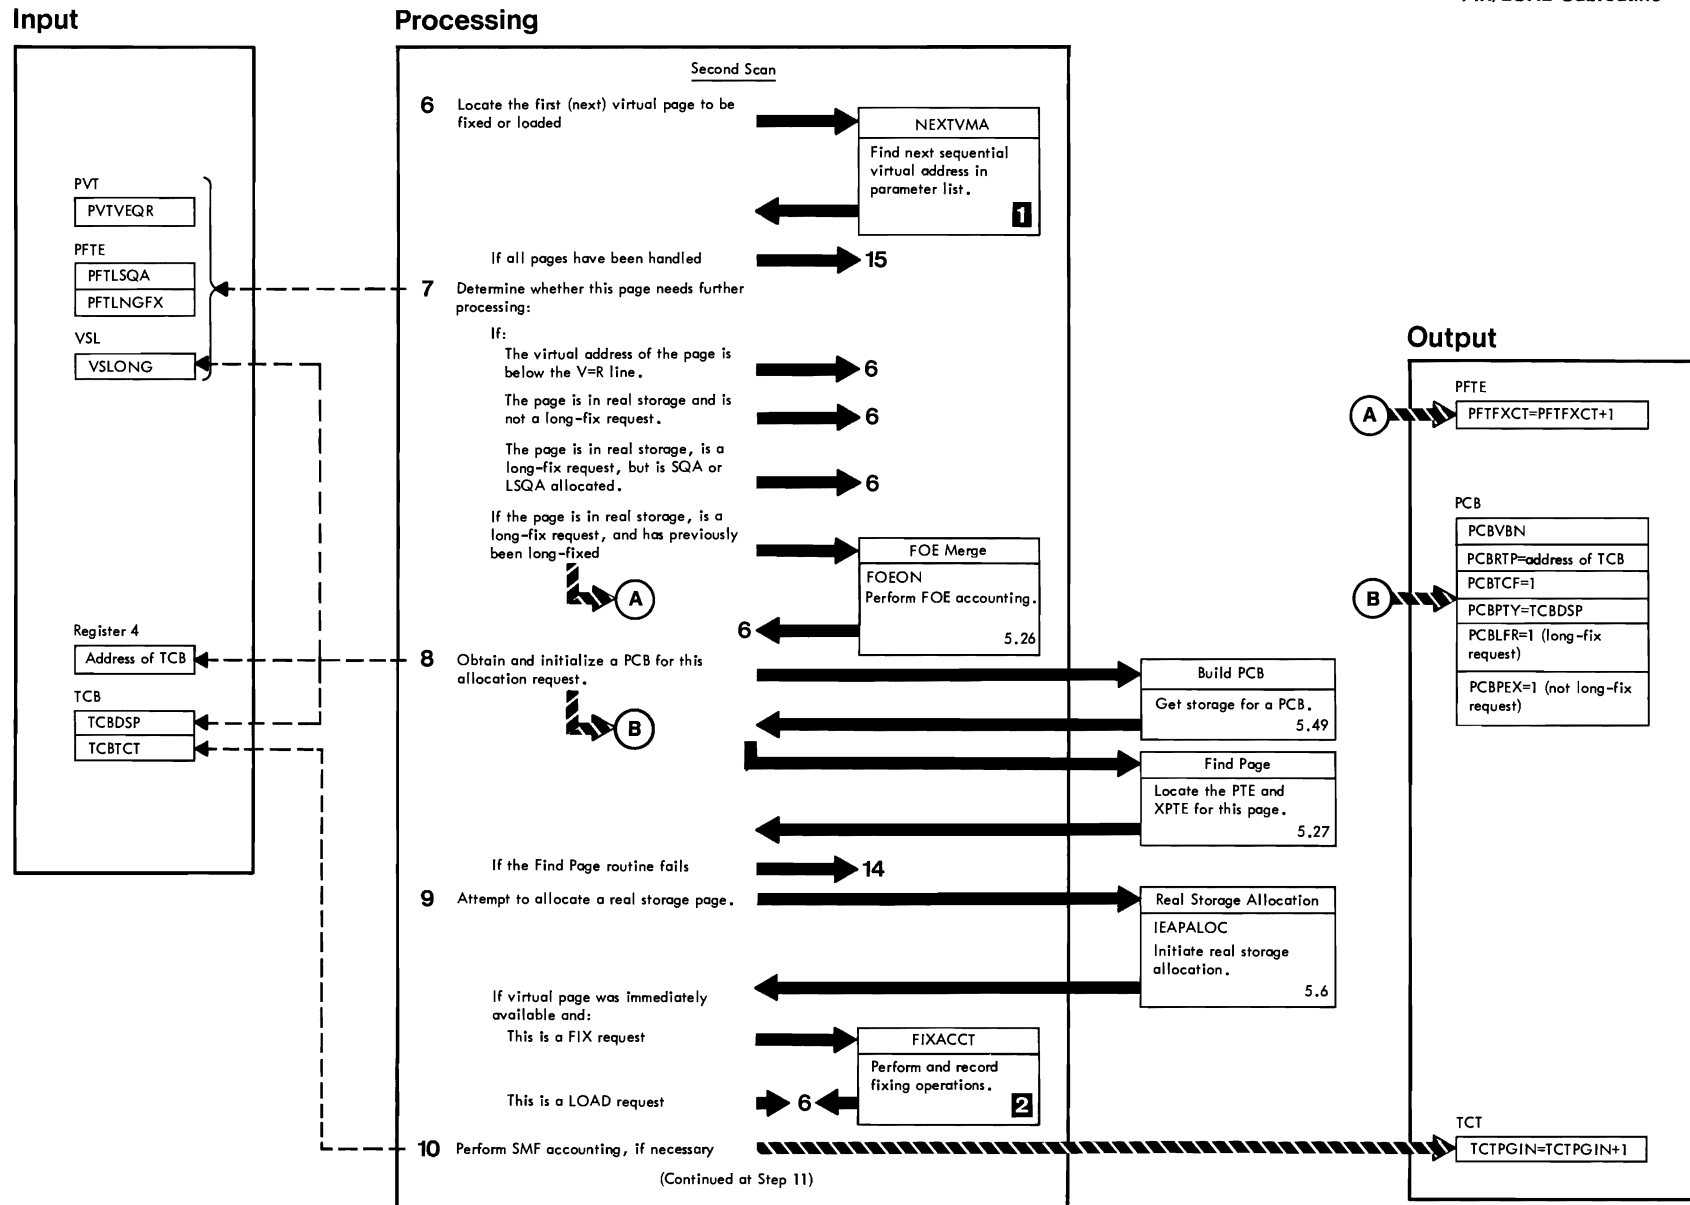 Input
Processing
Second Scan
6 Locate the first (next) virtual page to be
fixed or loaded
NEXTVMA
Find next sequential
virtual address in
parameter list.
1
If all pages have been handled
15
PVT
PVTVEQR
PFTE
PFTLSQA
PFTLNGFX
VSL
VSLONG
7 Determine whether this page needs further
processing:
If:
The virtual address of the page is
below the V=R line.
6
The page is in real storage and is
not a long-fix request.
6
The page is in real storage, is a
long-fix request, but is SQA or
LSQA allocated.
6
If the page is in real storage, is a
long-fix request, and has previously
been long-fixed
A
FOE Merge
FOEON
Perform FOE accounting.
5.26
6
Register 4
Address of TCB
TCB
TCBDSP
TCBTCT
8 Obtain and initialize a PCB for this
allocation request.
B
Build PCB
Get storage for a PCB.
5.49
Find Page
Locate the PTE and
XPTE for this page.
5.27
If the Find Page routine fails
14
9 Attempt to allocate a real storage page.
Real Storage Allocation
IEAPALOC
Initiate real storage
allocation.
5.6
If virtual page was immediately
available and:
This is a FIX request
FIXACCT
Perform and record
fixing operations.
2
This is a LOAD request
6
10 Perform SMF accounting, if necessary
(Continued at Step 11)
Output
A
PFTE
PFTFXCT=PFTFXCT+1
B
PCB
PCBVBN
PCBRTP=address of TCB
PCBTCF=1
PCBPTY=TCBDSP
PCBLFR=1 (long-fix
request)
PCBPEX=1 (not long-fix
request)
TCT
TCTPGIN=TCTPGIN+1